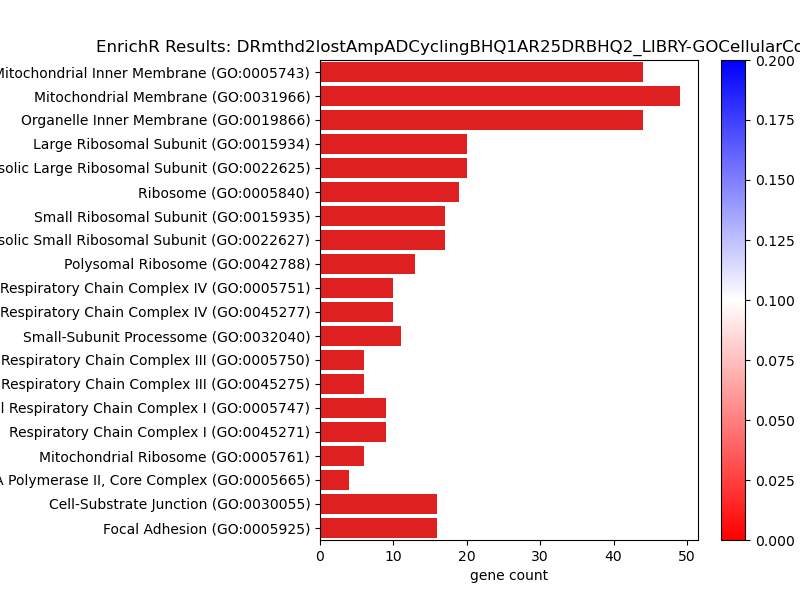 EnrichR Results: DRmthd2lostAmpADCyclingBHQ1AR25DRBHQ2_LIBRY-GOCellularCo
Mitochondrial Inner Membrane (GO:0005743)
Mitochondrial Membrane (GO:0031966)
Organelle Inner Membrane (GO:0019866)
Large Ribosomal Subunit (GO:0015934)
solic Large Ribosomal Subunit (GO:0022625)
Ribosome (GO:0005840)
Small Ribosomal Subunit (GO:0015935)
solic Small Ribosomal Subunit (GO:0022627)
Polysomal Ribosome (GO:0042788)
Respiratory Chain Complex IV (GO:0005751)
Respiratory Chain Complex IV (GO:0045277)
Small-Subunit Processome (GO:0032040)
Respiratory Chain Complex III (GO:0005750)
Respiratory Chain Complex III (GO:0045275)
l Respiratory Chain Complex I (GO:0005747)
Respiratory Chain Complex I (GO:0045271)
Mitochondrial Ribosome (GO:0005761)
A Polymerase II, Core Complex (GO:0005665)
Cell-Substrate Junction (GO:0030055)
Focal Adhesion (GO:0005925)
0 10 20 30 40 50
gene count
0.200
0.175
0.150
0.125
0.100
0.075
0.050
0.025
0.000